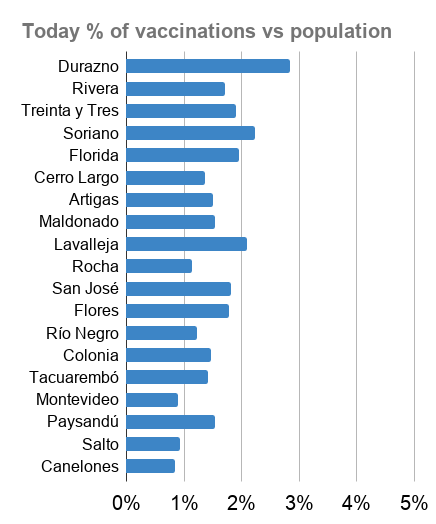 Today % of vaccinations vs population
Durazno
Rivera
Treinta y Tres
Soriano
Florida
Cerro Largo
Artigas
Maldonado
Lavalleja
Rocha
San José
Flores
Río Negro
Colonia
Tacuarembó
Montevideo
Paysandú
Salto
Canelones
0% 1% 2% 3% 4% 5%